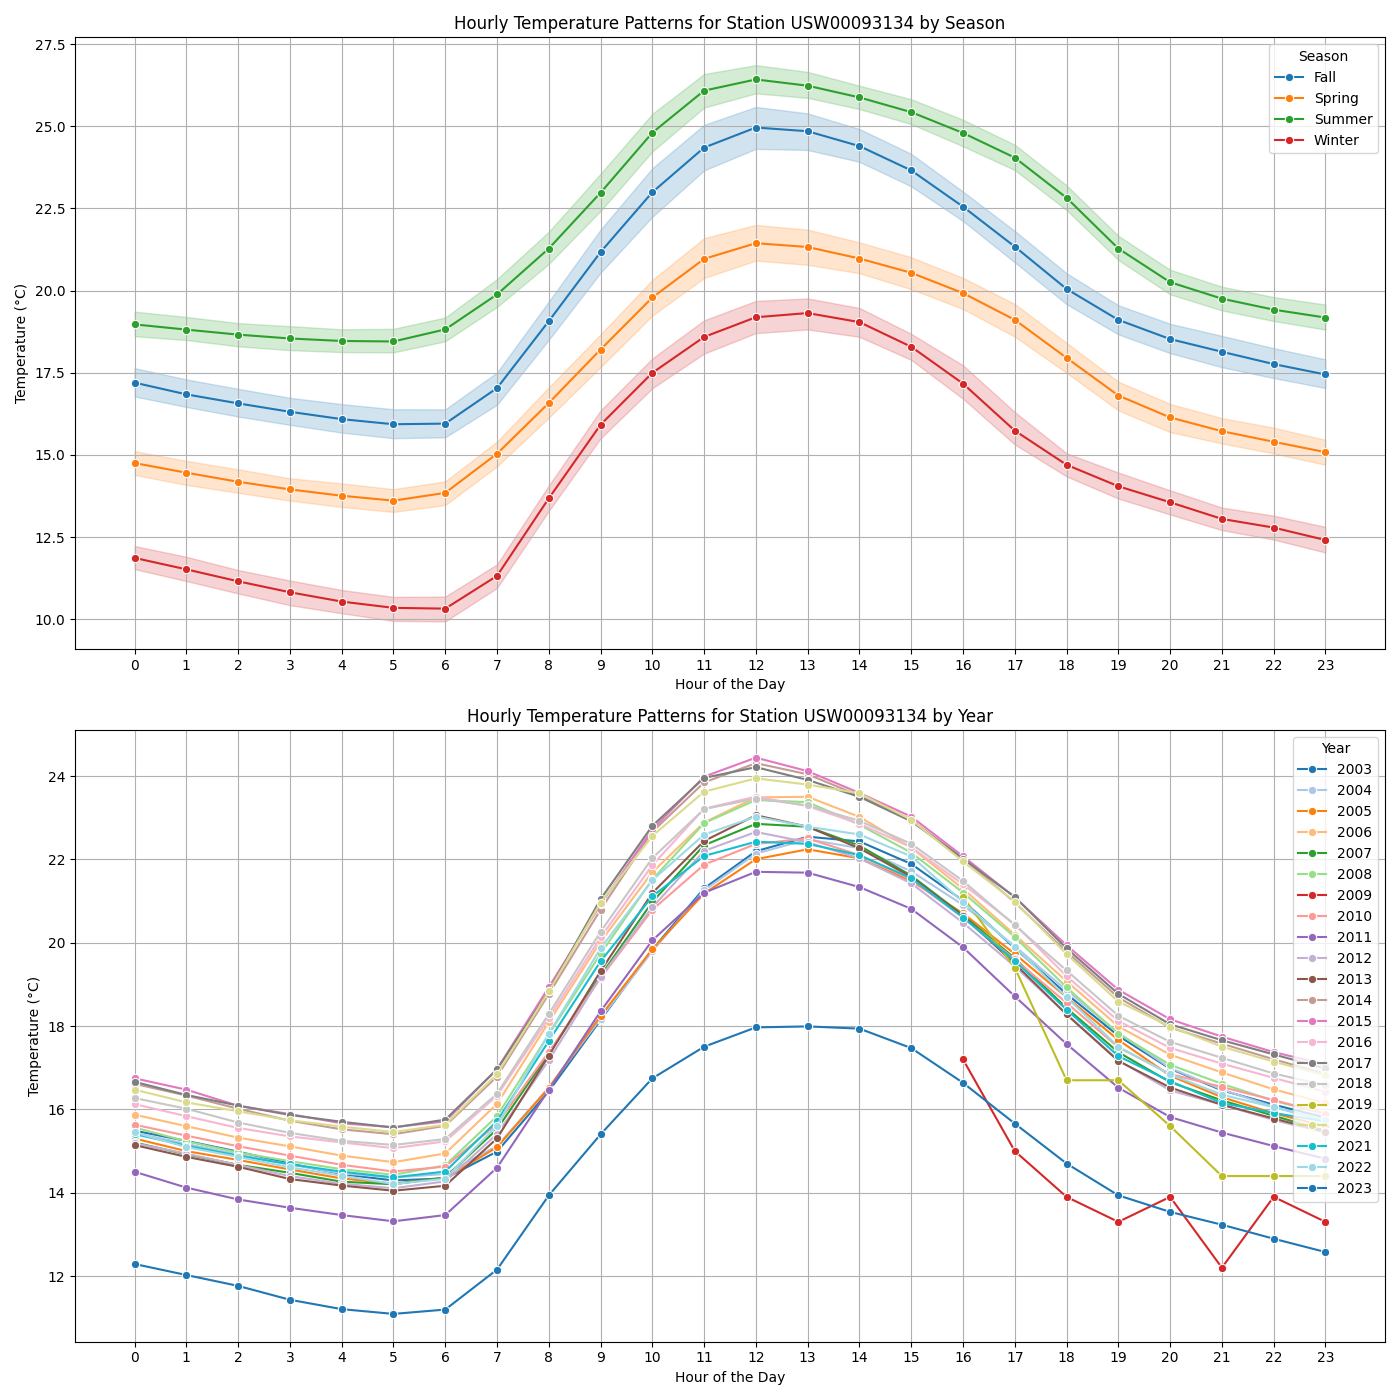 Hourly Temperature Patterns for Station USW00093134 by Season
27.5
25.0
22.5
20.0
17.5
15.0
12.5
10.0
Temperature (°C)
Season
Fall
Spring
Summer
Winter
0 1 2 3 4 5 6 7 8 9 10 11 12 13 14 15 16 17 18 19 20 21 22 23
Hour of the Day
Hourly Temperature Patterns for Station USW00093134 by Year
24
22
20
18
16
14
12
Temperature (°C)
Year
2003
2004
2005
2006
2007
2008
2009
2010
2011
2012
2013
2014
2015
2016
2017
2018
2019
2020
2021
2022
2023
0 1 2 3 4 5 6 7 8 9 10 11 12 13 14 15 16 17 18 19 20 21 22 23
Hour of the Day